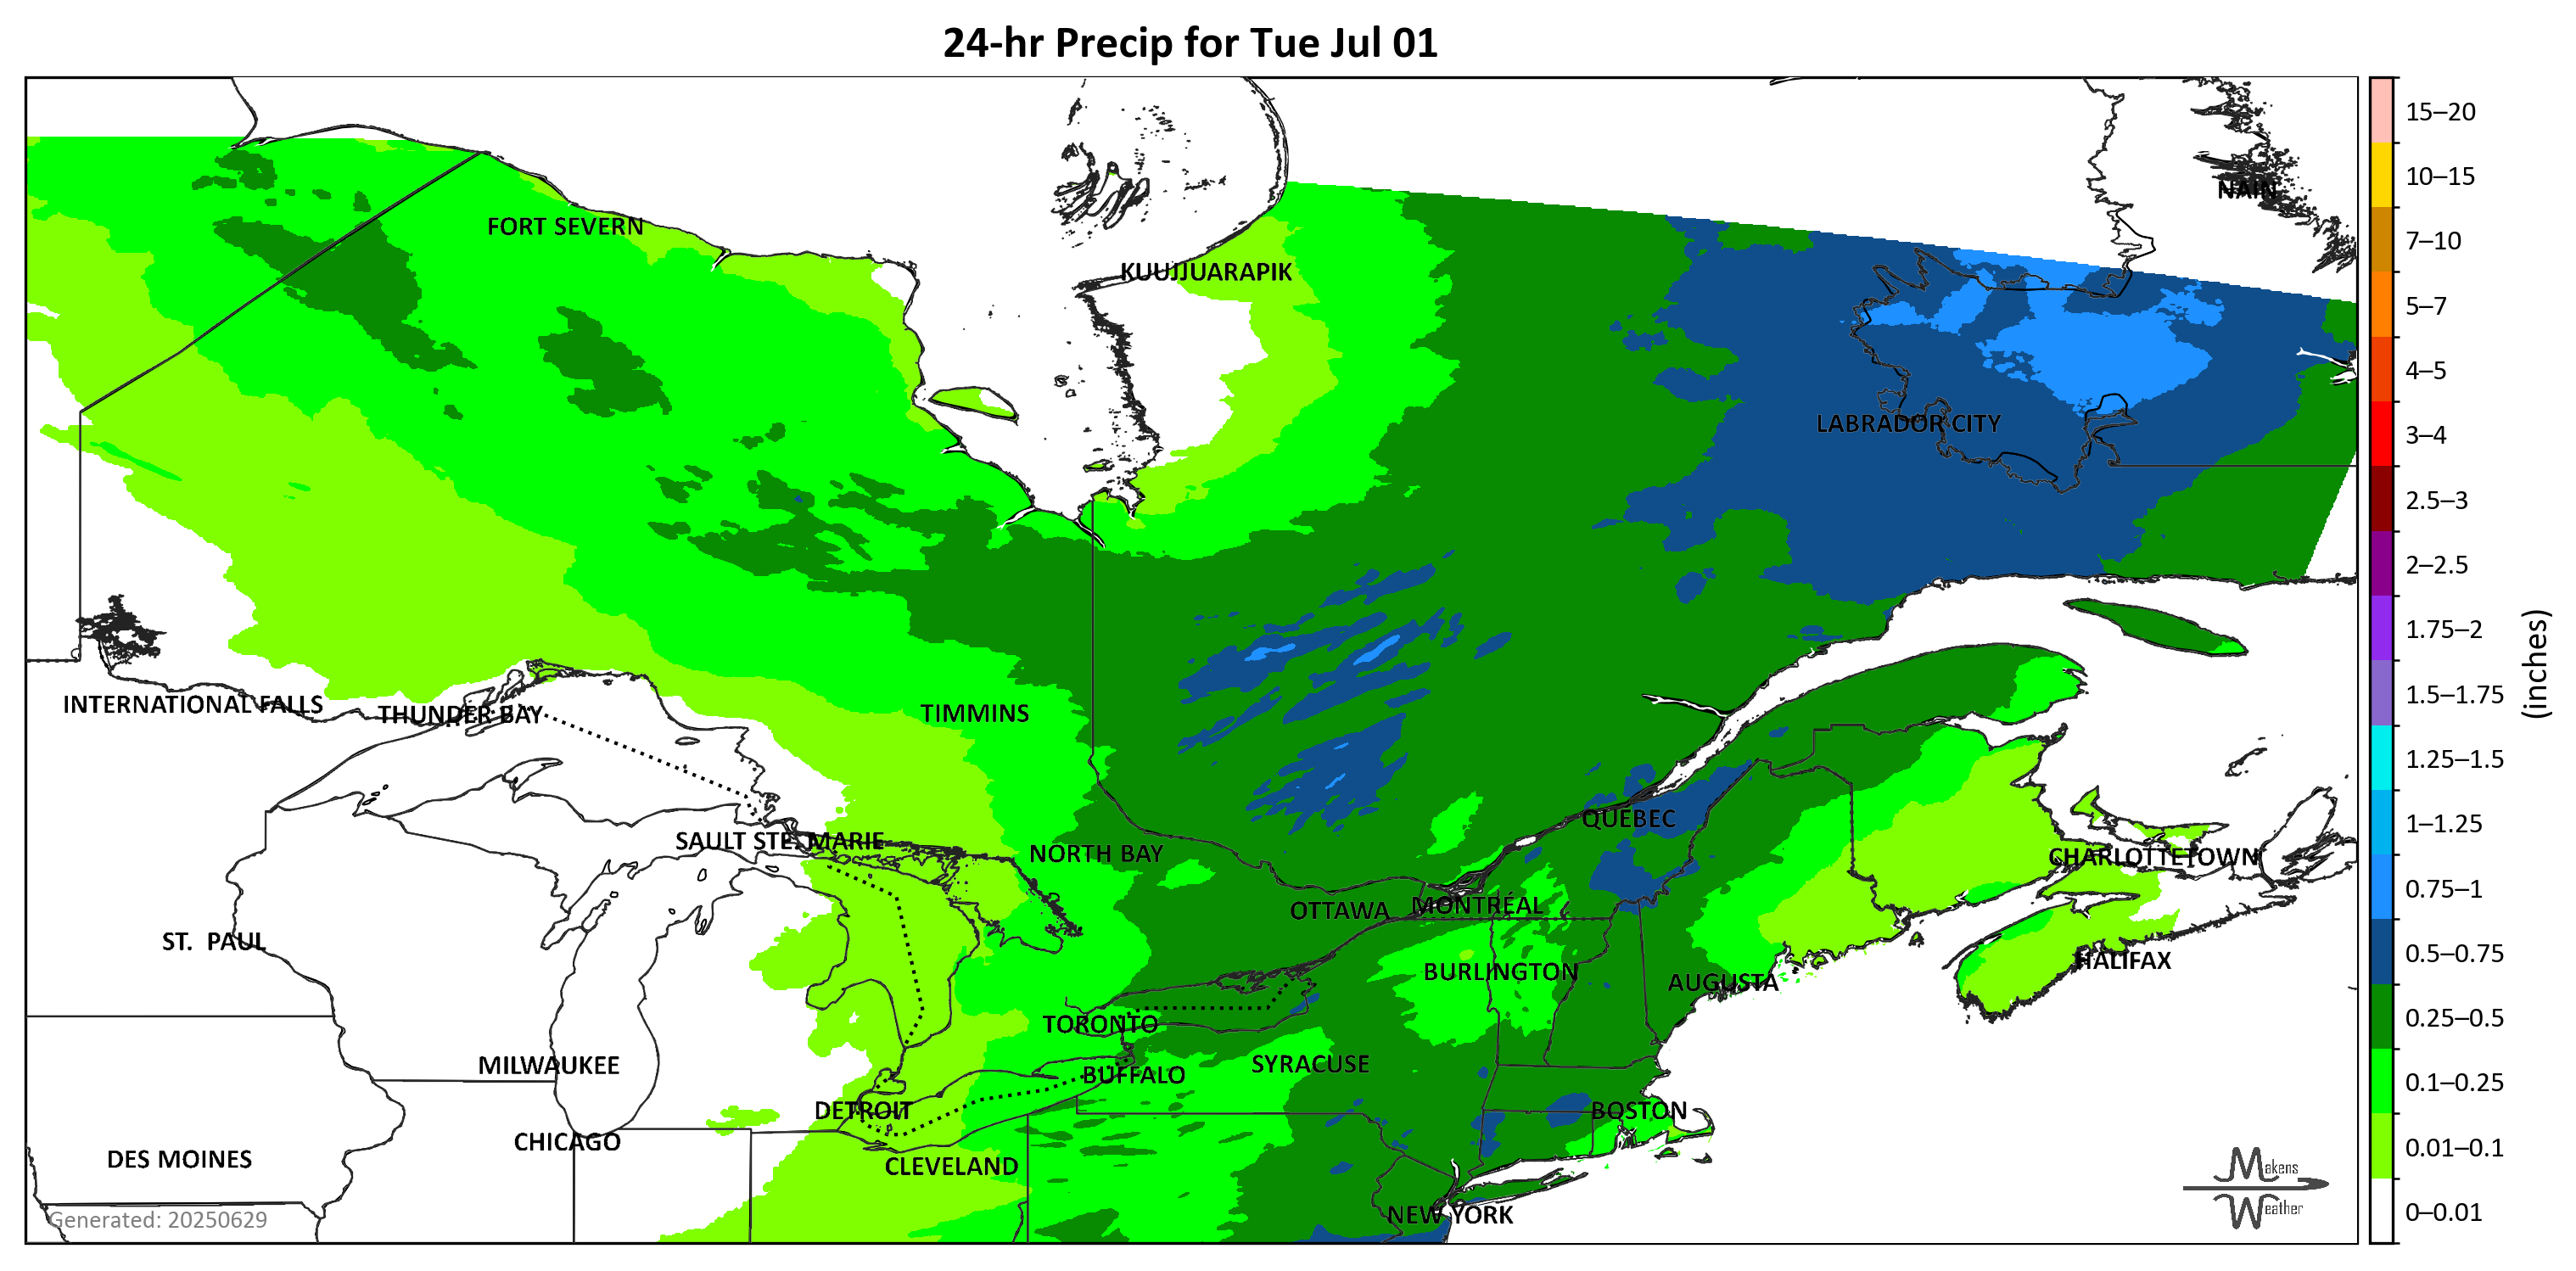 24-hr Precip for Tue Jul 01
15–20
10–15
NAIN
FORT SEVERN
7–10
KUUJJUARAPIK
5–7
4–5
LABRADOR CITY
3–4
2.5–3
2–2.5
1.75–2
(inches)
1.5–1.75
INTERNATIONAL FALLS
THUNDER BAY
TIMMINS
1.25–1.5
QUÉBEC
1–1.25
SAULT STE. MARIE
NORTH BAY
CHARLOTTETOWN
0.75–1
OTTAWA
MONTRÉAL
ST. PAUL
0.5–0.75
HALIFAX
BURLINGTON
AUGUSTA
TORONTO
0.25–0.5
MILWAUKEE
SYRACUSE
BUFFALO
0.1–0.25
DETROIT
BOSTON
CHICAGO
0.01–0.1
DES MOINES
CLEVELAND
Makens
Weather
NEW YORK
0–0.01
Generated: 20250629